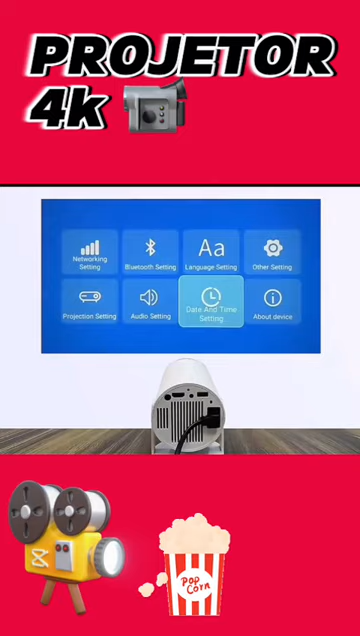 PROJETOR
4k
Networking
Setting
Bluetooth Setting
Aa
Language Setting
Other Setting
Projection Setting
Audio Setting
Date And Time
Setting
About device
POP
CORN